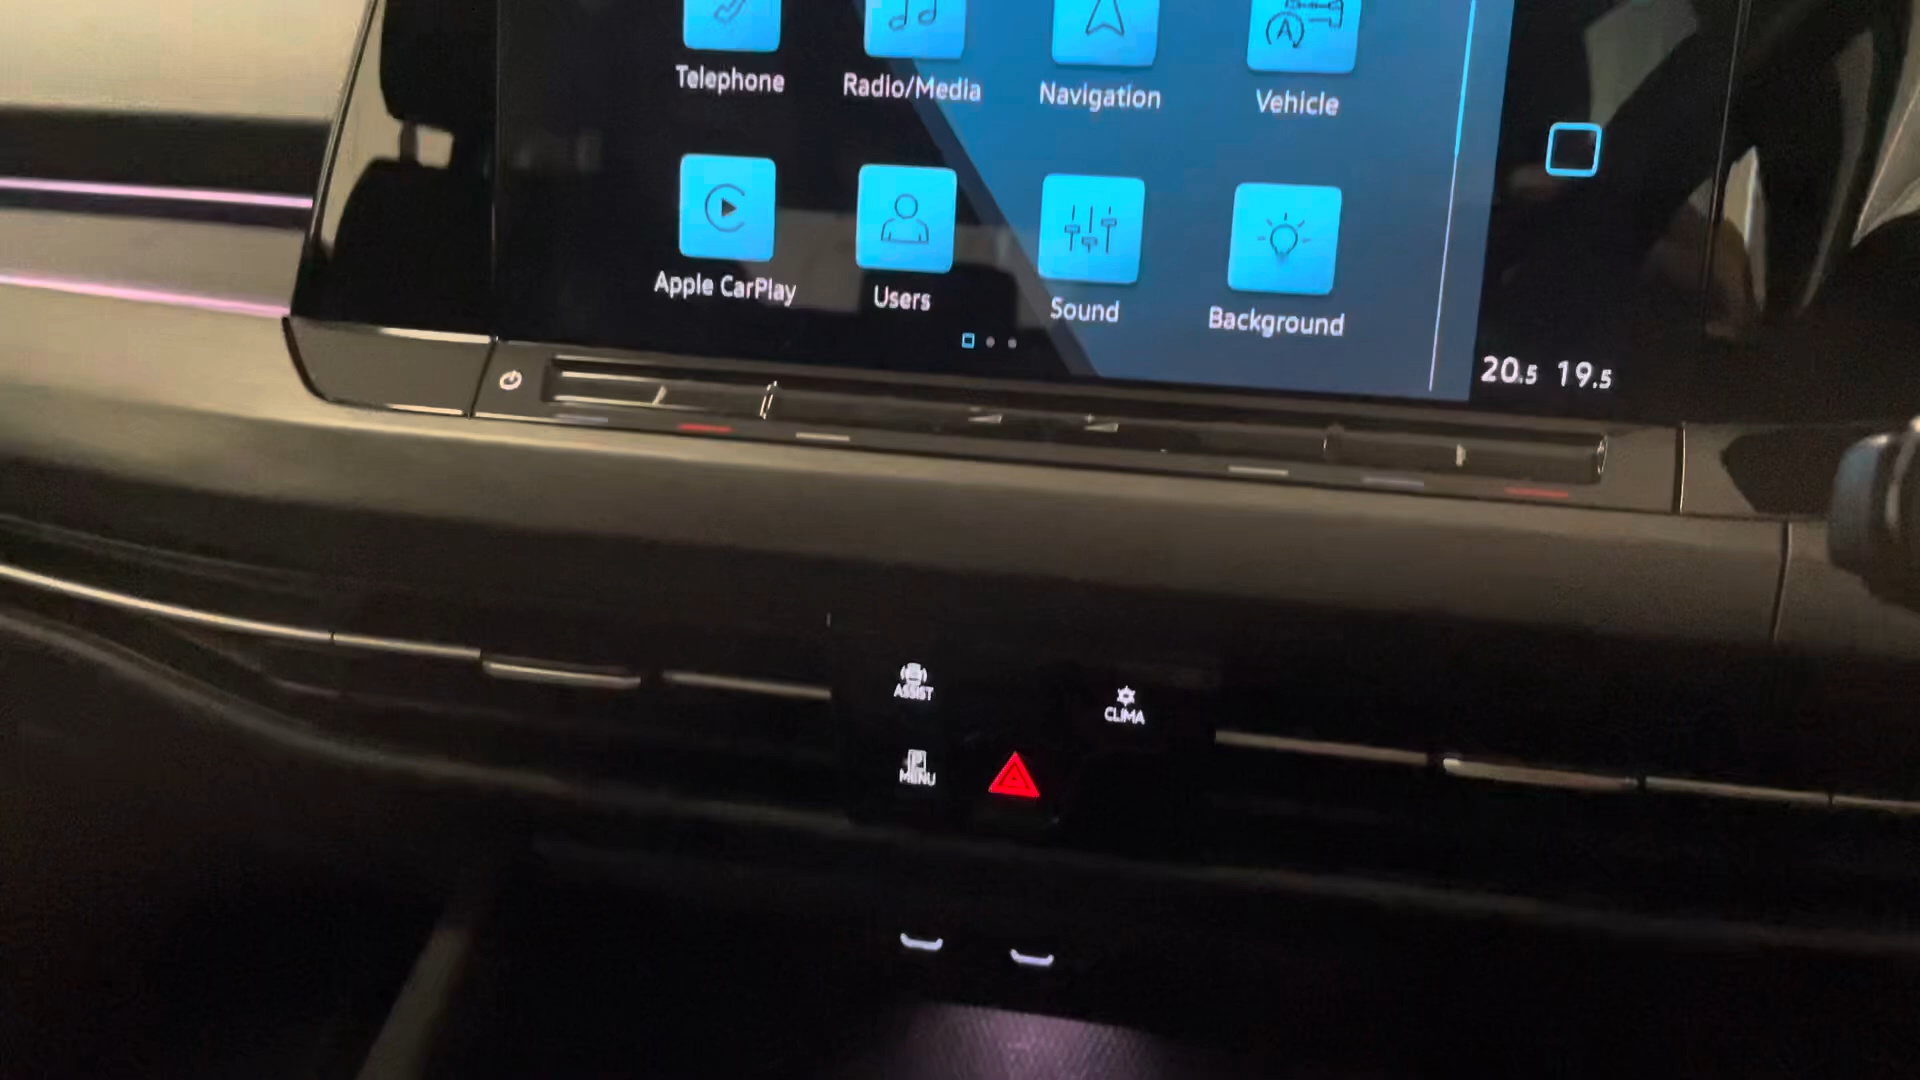 Telephone
Radio/Media
Navigation
Vehicle
Apple CarPlay
Users
Sound
Background
20.5 19.5
ASSIST
CLIMA
P
MENU